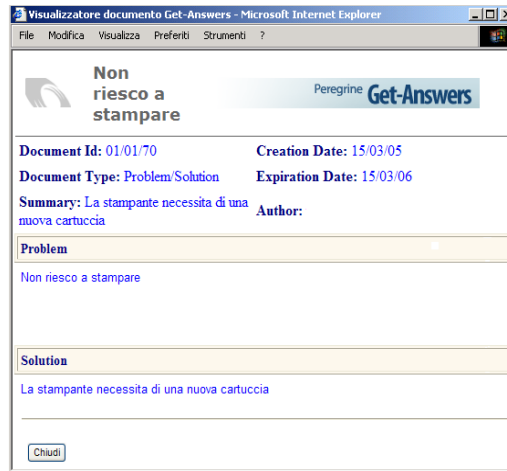 Visualizzatore documento Get-Answers - Microsoft Internet Explorer
File Modifica Visualizza Preferiti Strumenti ?
Non
riesco a
stampare
Peregrine Get-Answers
Document Id: 01/01/70 Creation Date: 15/03/05
Document Type: Problem/Solution Expiration Date: 15/03/06
Summary: La stampante necessita di una
nuova cartuccia
Author:
Problem
Non riesco a stampare
Solution
La stampante necessita di una nuova cartuccia
Chiudi